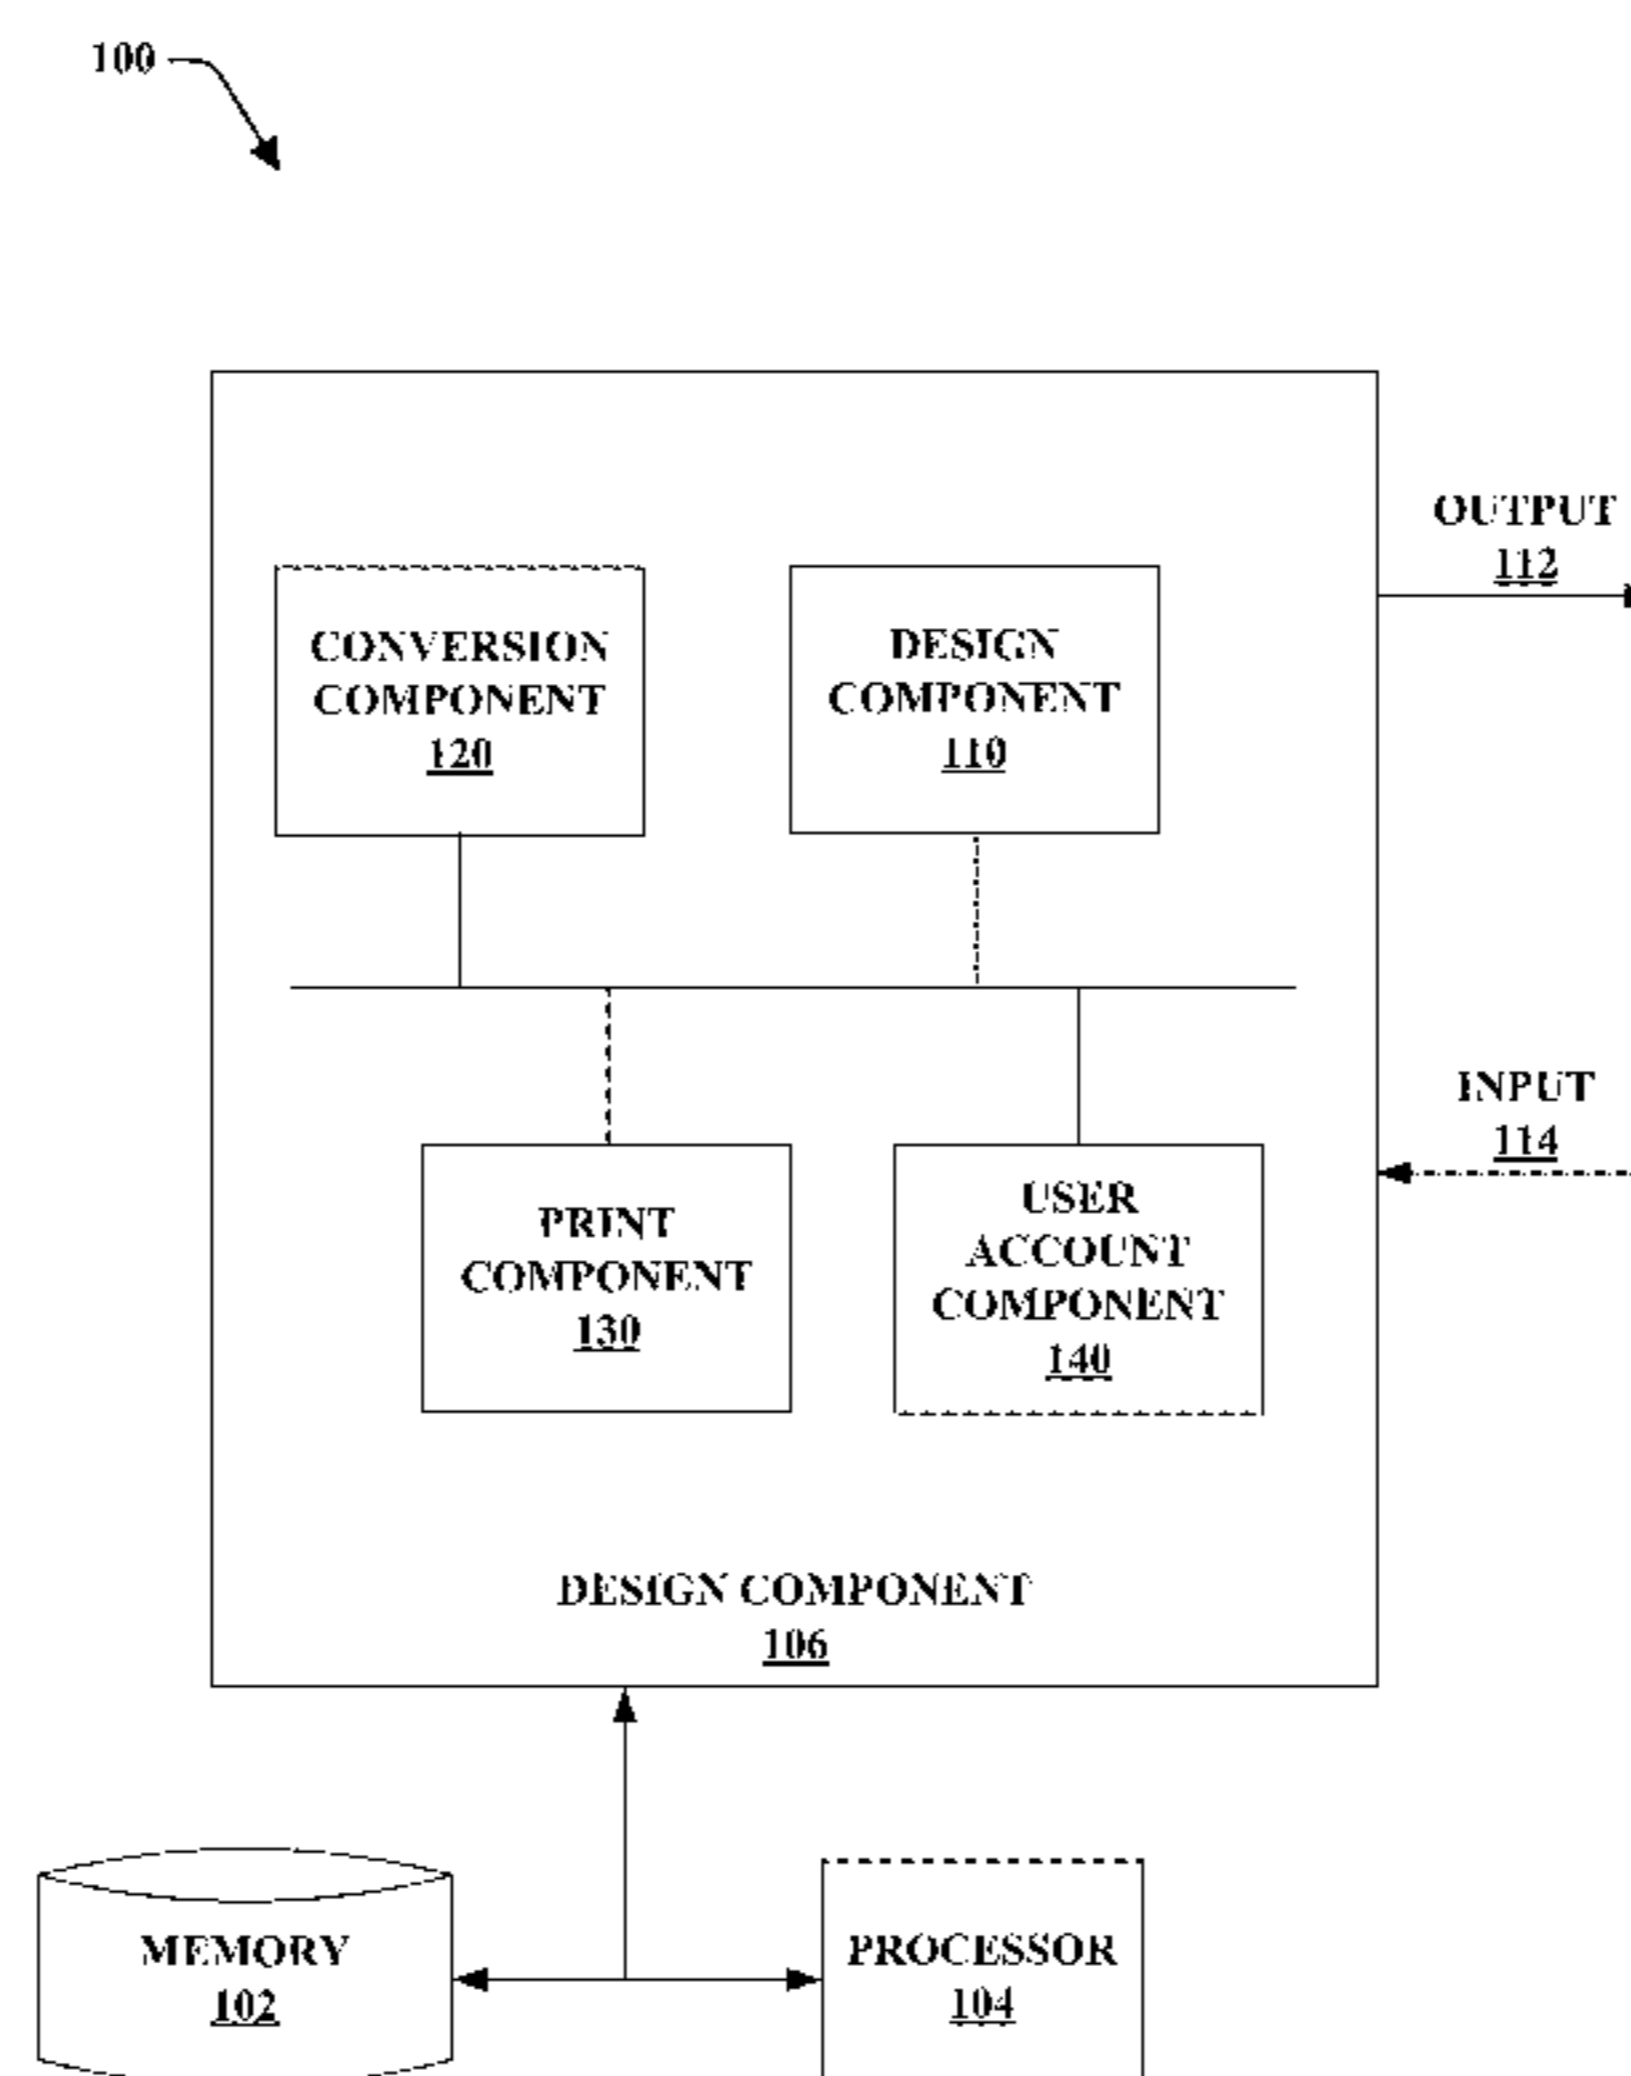 100
OUTPUT
112
CONVERSION
COMPONENT
120
DESIGN
COMPONENT
110
INPUT
114
PRINT
COMPONENT
130
USER
ACCOUNT
COMPONENT
140
DESIGN COMPONENT
106
MEMORY
102
PROCESSOR
104